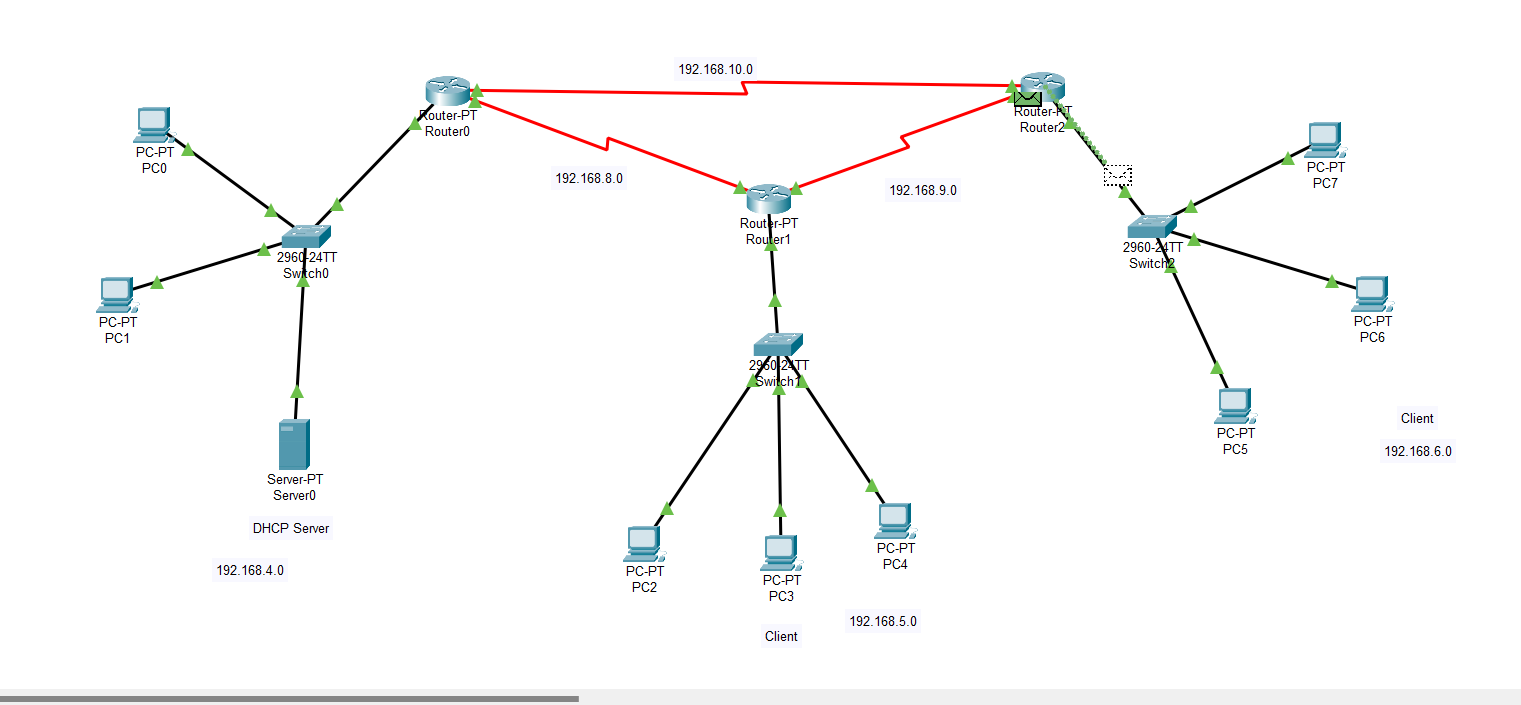 192.168.10.0
Router-PT
Router0
Router-PT
Router2
PC-PT
PC0
PC-PT
PC7
192.168.8.0
192.168.9.0
Router-PT
Router1
2960-24TT
Switch0
2960-24TT
Switch2
PC-PT
PC1
PC-PT
PC6
2960-24TT
Switch1
Client
PC-PT
PC5
192.168.6.0
Server-PT
Server0
DHCP Server
192.168.4.0
PC-PT
PC4
PC-PT
PC2
PC-PT
PC3
192.168.5.0
Client